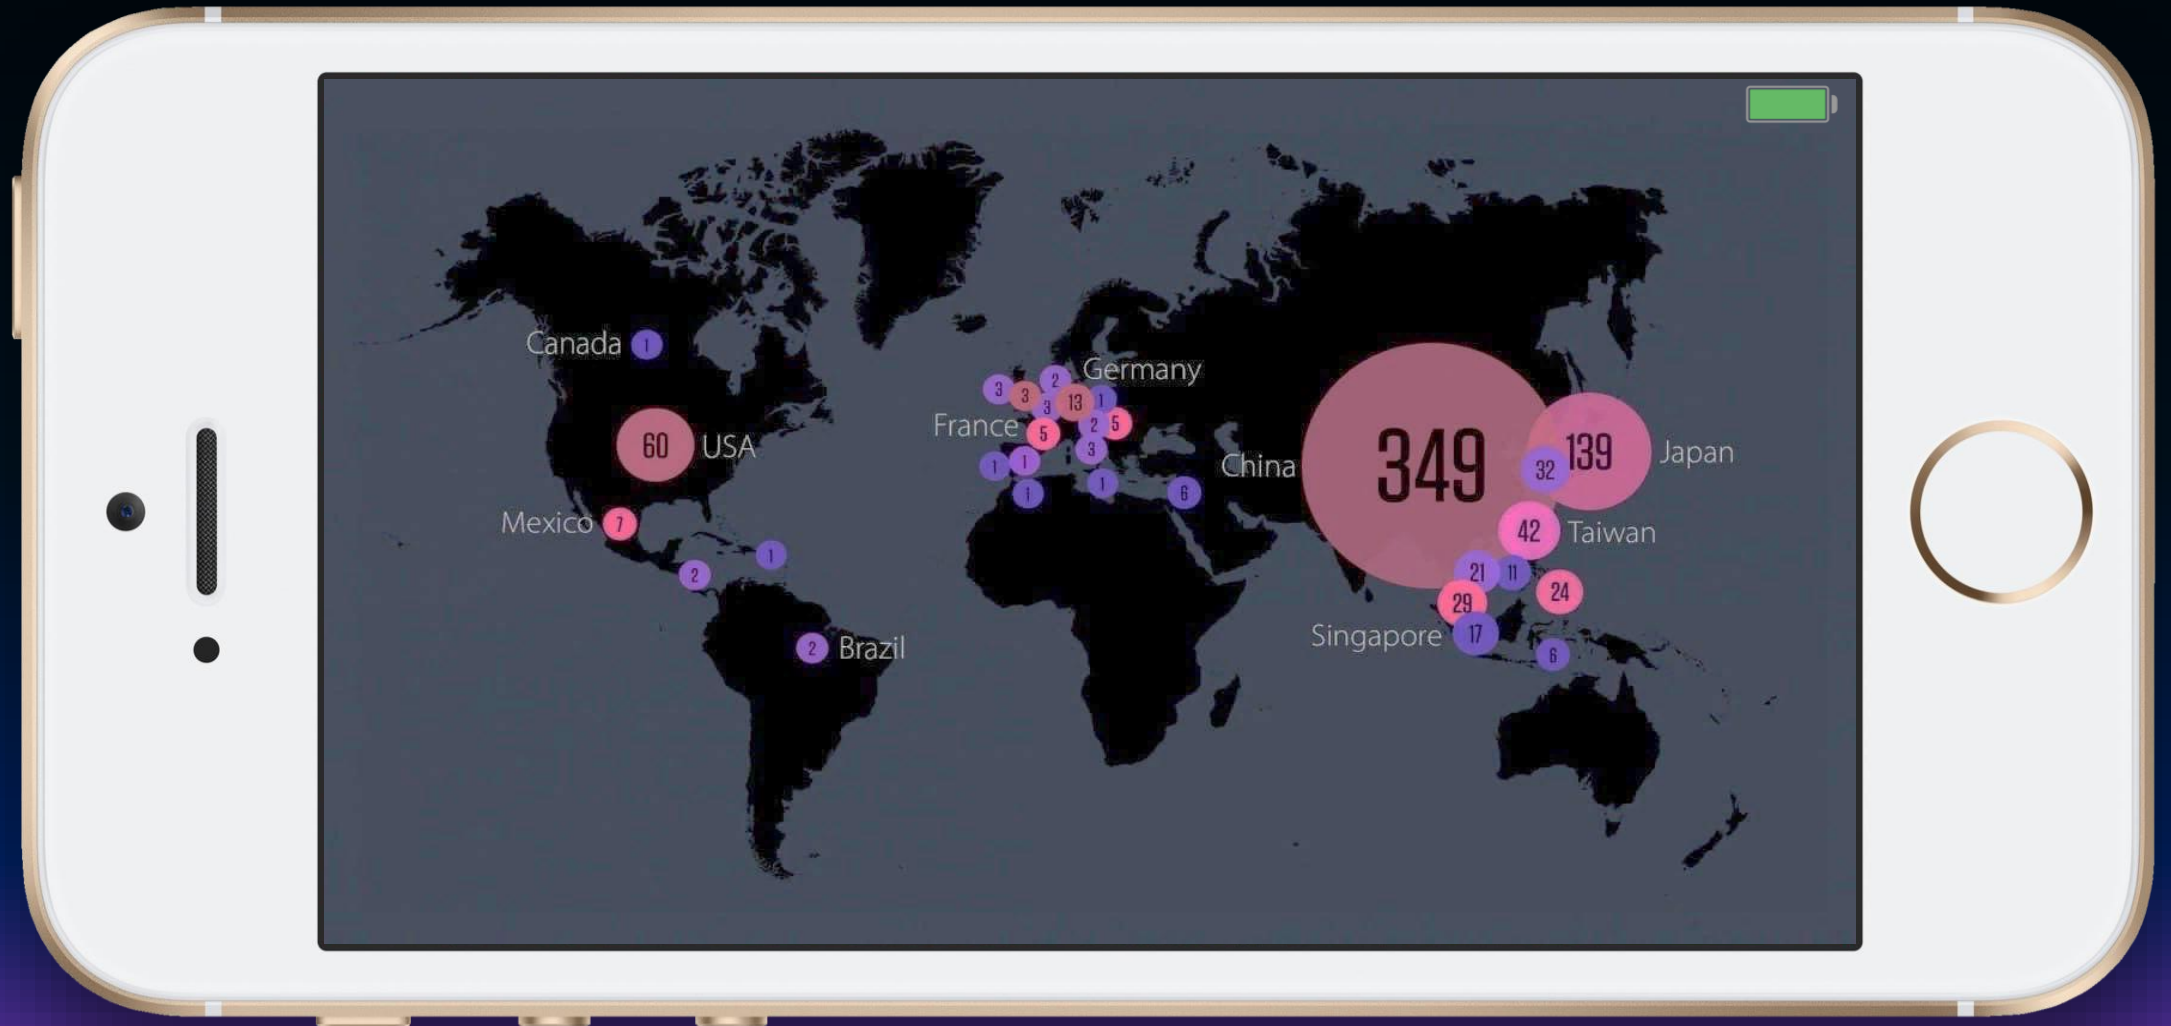 Canada 1
2 Germany
3 3 3 13 1
France 5 2 5
60 USA
3
1 1
China 349 32 139 Japan
1 1 6
Mexico 7
42 Taiwan
1
2
21 11
24
29
Singapore 17
2 Brazil
6